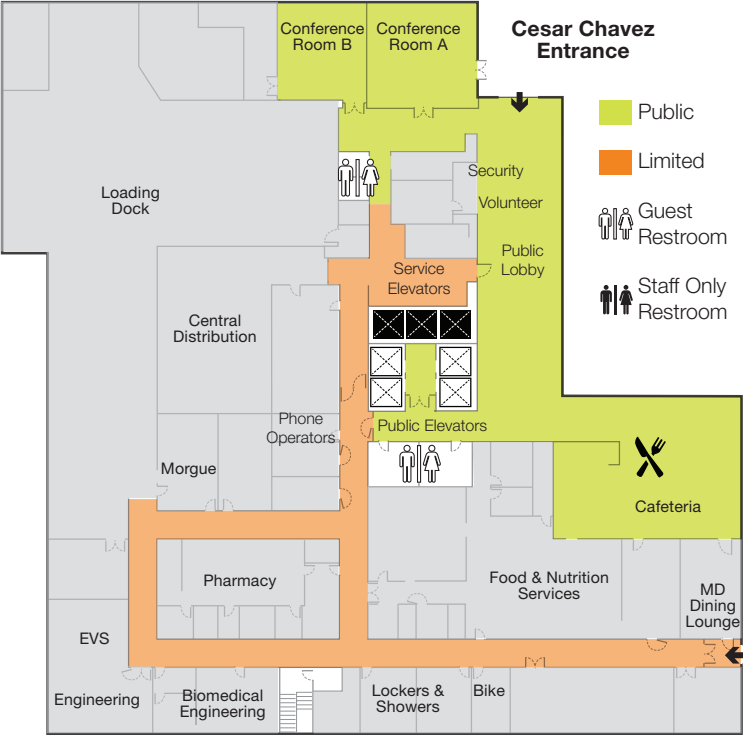 Conference
Room B
Conference
Room A
Cesar Chavez
Entrance
Public
Limited
Guest
Restroom
Staff Only
Restroom
Loading
Dock
Security
Volunteer
Public
Lobby
Service
Elevators
Central
Distribution
Phone
Operators
Public Elevators
Morgue
Cafeteria
Pharmacy
Food & Nutrition
Services
MD
Dining
Lounge
EVS
Engineering
Biomedical
Engineering
Lockers &
Showers
Bike